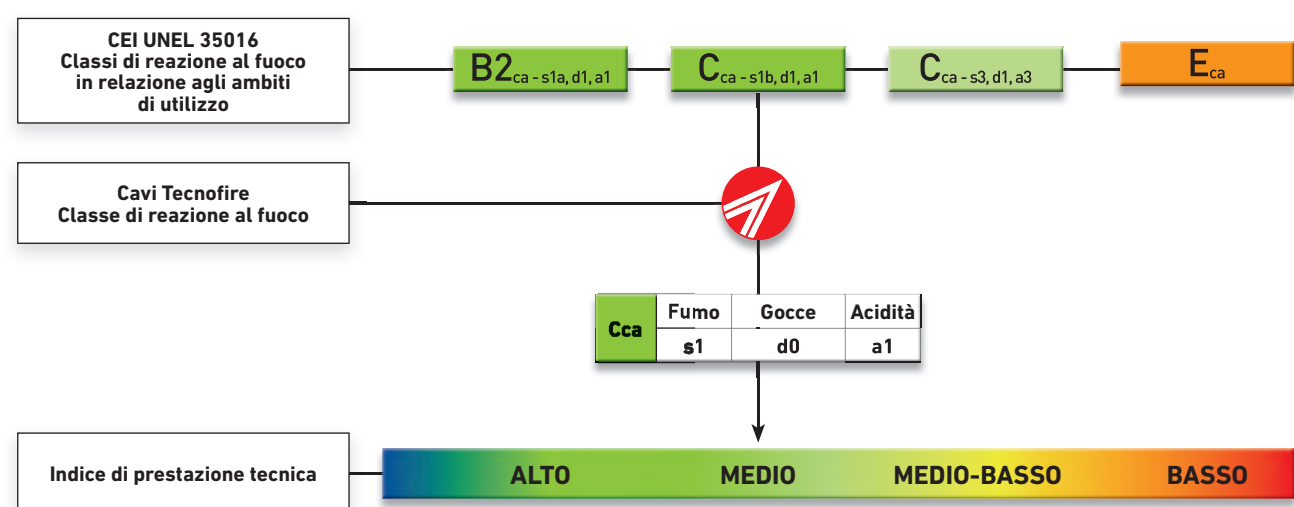 CEI UNEL 35016
Classi di reazione al fuoco
in relazione agli ambiti
di utilizzo
B2ca - s1a, d1, a1
Cca - s1b, d1, a1
Cca - s3, d1, a3
Eca
Cavi Tecnofire
Classe di reazione al fuoco
Cca
Fumo Gocce Acidità
s1 d0 a1
Indice di prestazione tecnica
ALTO MEDIO MEDIO-BASSO BASSO